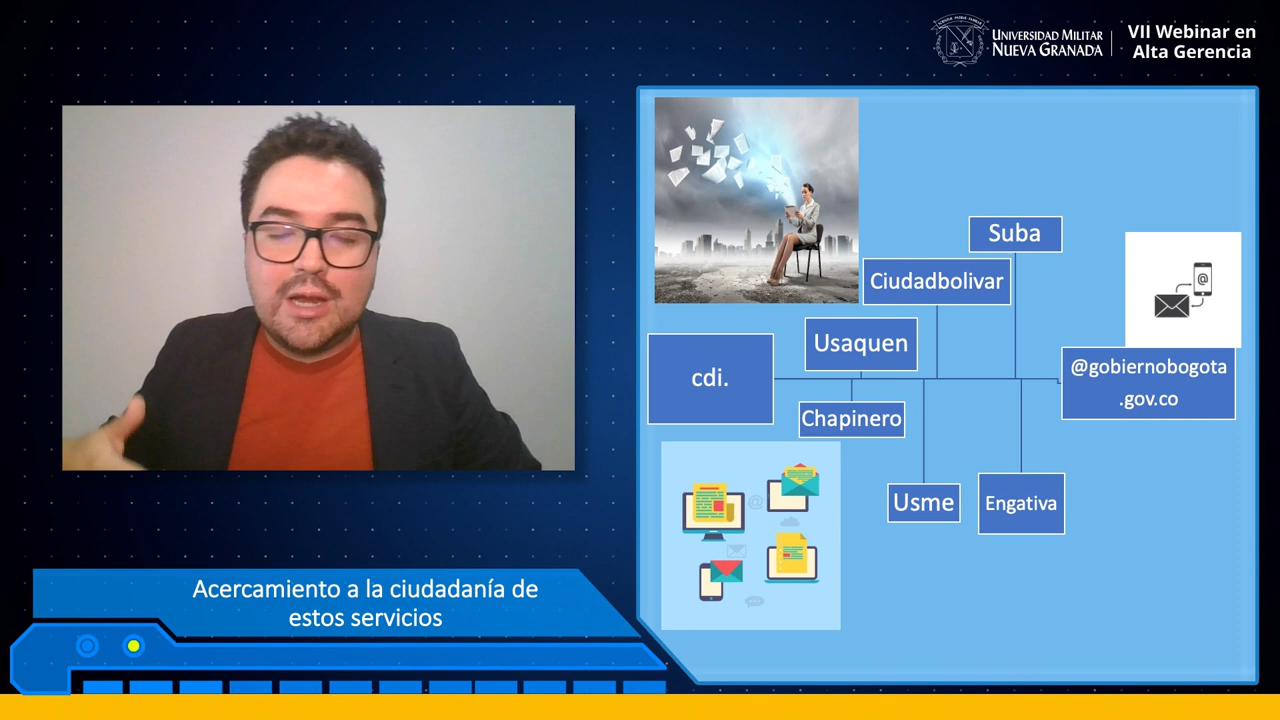 UNIVERSIDAD MILITAR
NUEVA GRANADA
VII Webinar en
Alta Gerencia
Suba
Ciudadbolivar
@
Usaquen
cdi.
@gobiernobogota
.gov.co
Chapinero
Usme
Engativa
@
Acercamiento a la ciudadanía de
estos servicios